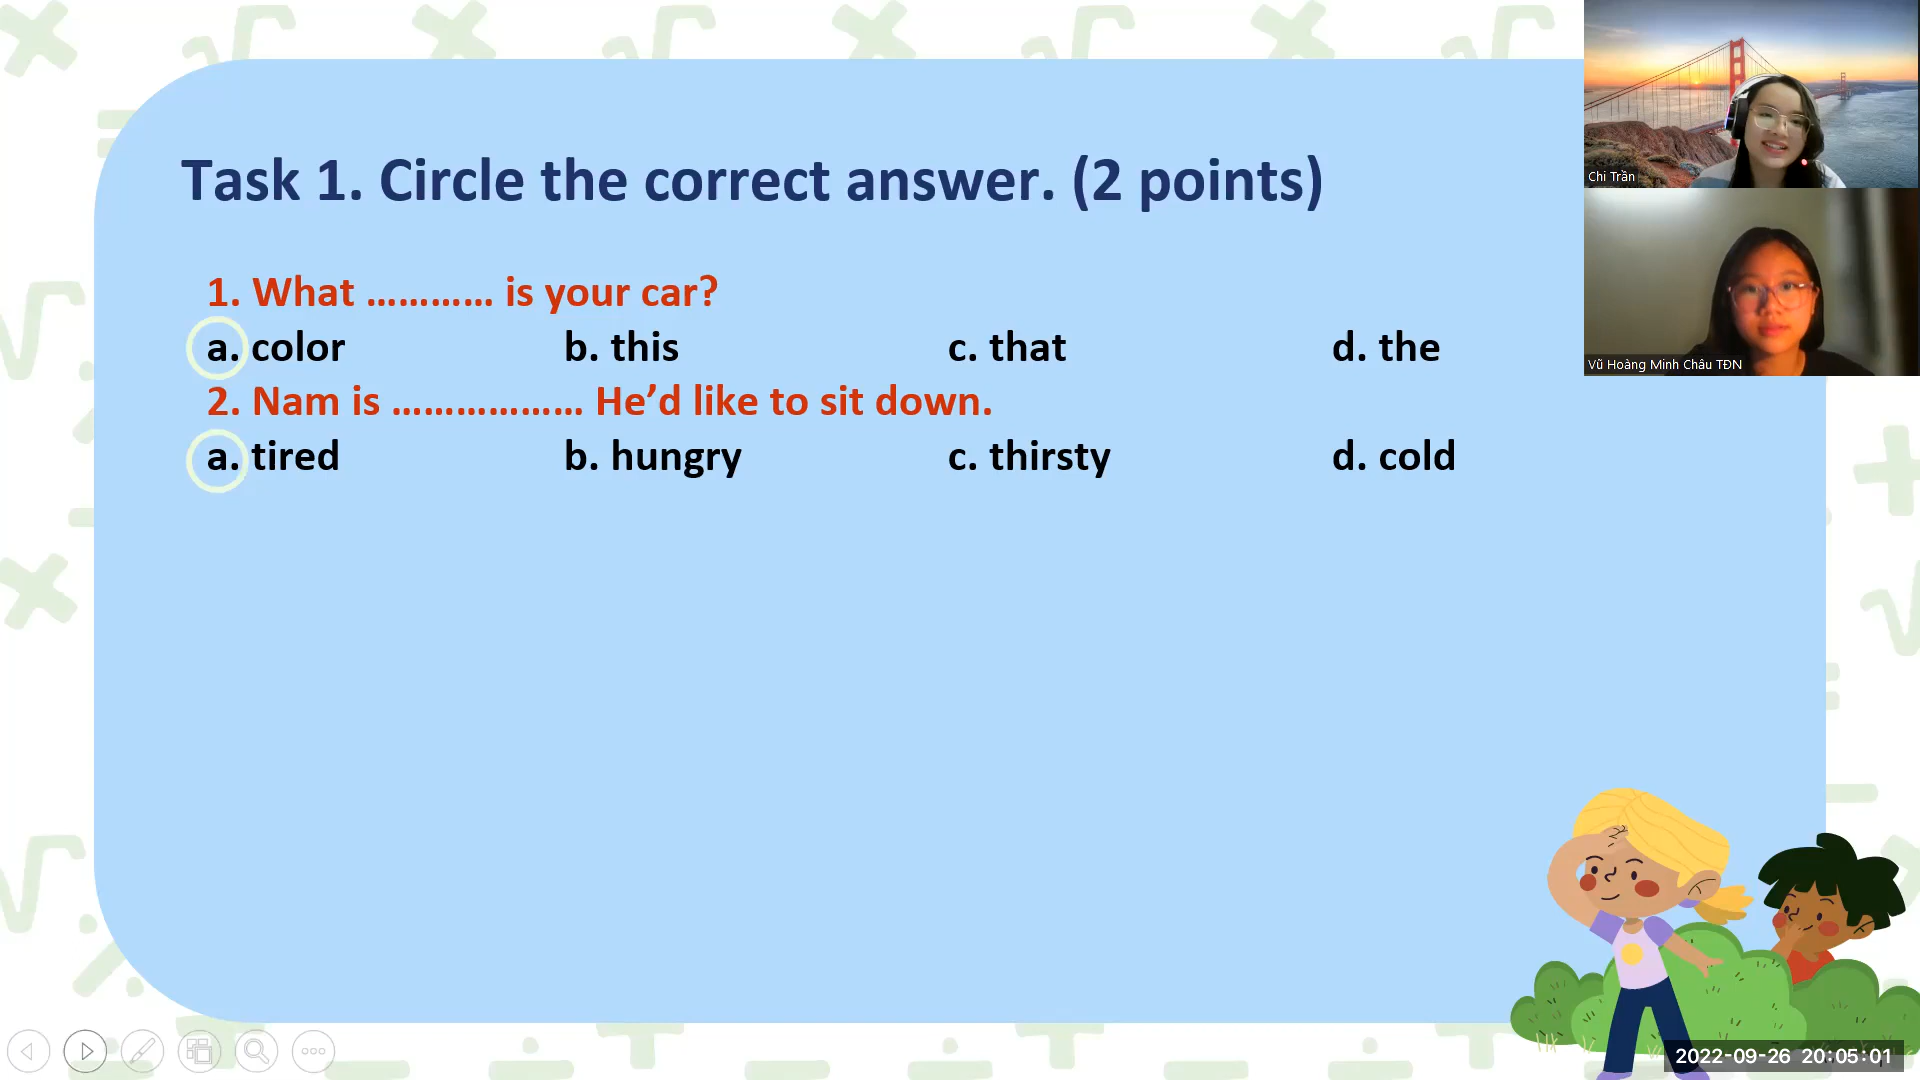 Task 1. Circle the correct answer. (2 points)
1. What ............ is your car?
a. color b. this c. that d. the
2. Nam is .................. He’d like to sit down.
a. tired b. hungry c. thirsty d. cold
Chi Trần
Vũ Hoàng Minh Châu TĐN
2022-09-26 20:05:01